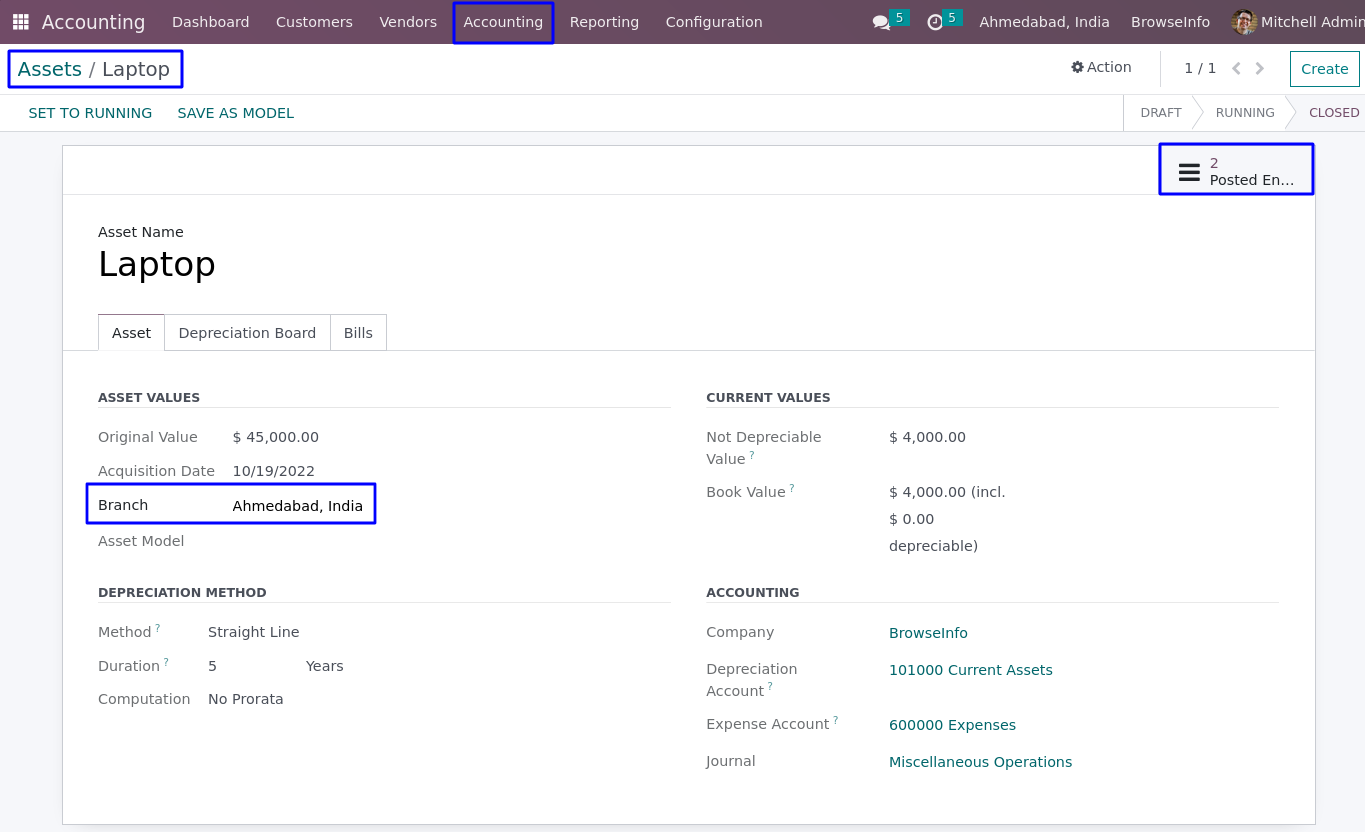 Accounting Dashboard Customers Vendors Accounting Reporting Configuration 5 5 Ahmedabad, India BrowseInfo Mitchell Admin
Assets / Laptop Action 1 / 1 Create
SET TO RUNNING SAVE AS MODEL DRAFT RUNNING CLOSED
2
Posted En...
Asset Name
Laptop
Asset Depreciation Board Bills
ASSET VALUES
Original Value $ 45,000.00
Acquisition Date 10/19/2022
Branch Ahmedabad, India
Asset Model
CURRENT VALUES
Not Depreciable $ 4,000.00
Value ?
Book Value ? $ 4,000.00 (incl.
$ 0.00
depreciable)
DEPRECIATION METHOD
Method ? Straight Line
Duration ? 5 Years
Computation No Prorata
ACCOUNTING
Company BrowseInfo
Depreciation 101000 Current Assets
Account ?
Expense Account ? 600000 Expenses
Journal Miscellaneous Operations